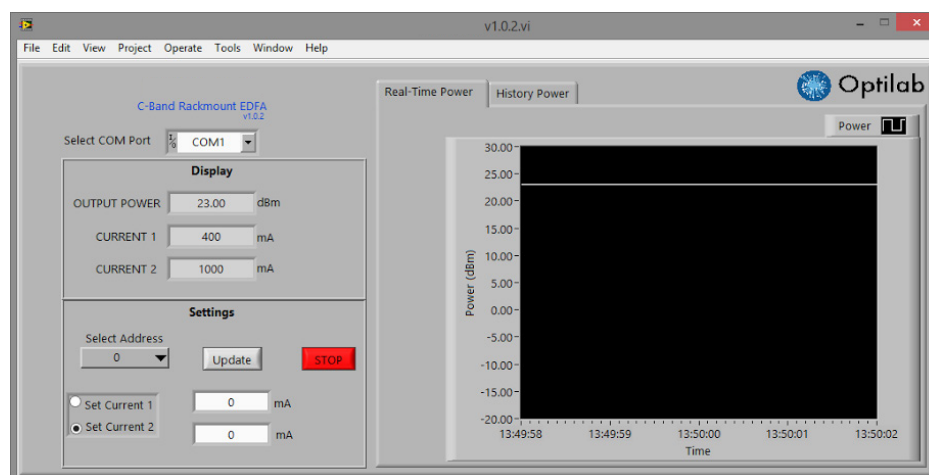 v1.0.2.vi
File Edit View Project Operate Tools Window Help
C-Band Rackmount EDFA
v1.0.2
Select COM Port COM1
Display
OUTPUT POWER 23.00 dBm
CURRENT 1 400 mA
CURRENT 2 1000 mA
Settings
Select Address
0 Update STOP
Set Current 1 0 mA
Set Current 2 0 mA
Real-Time Power History Power
Optilab
Power
30.00
25.00
20.00
15.00
10.00
5.00
0.00
-5.00
-10.00
-15.00
-20.00
Power (dBm)
13:49:58 13:49:59 13:50:00 13:50:01 13:50:02
Time